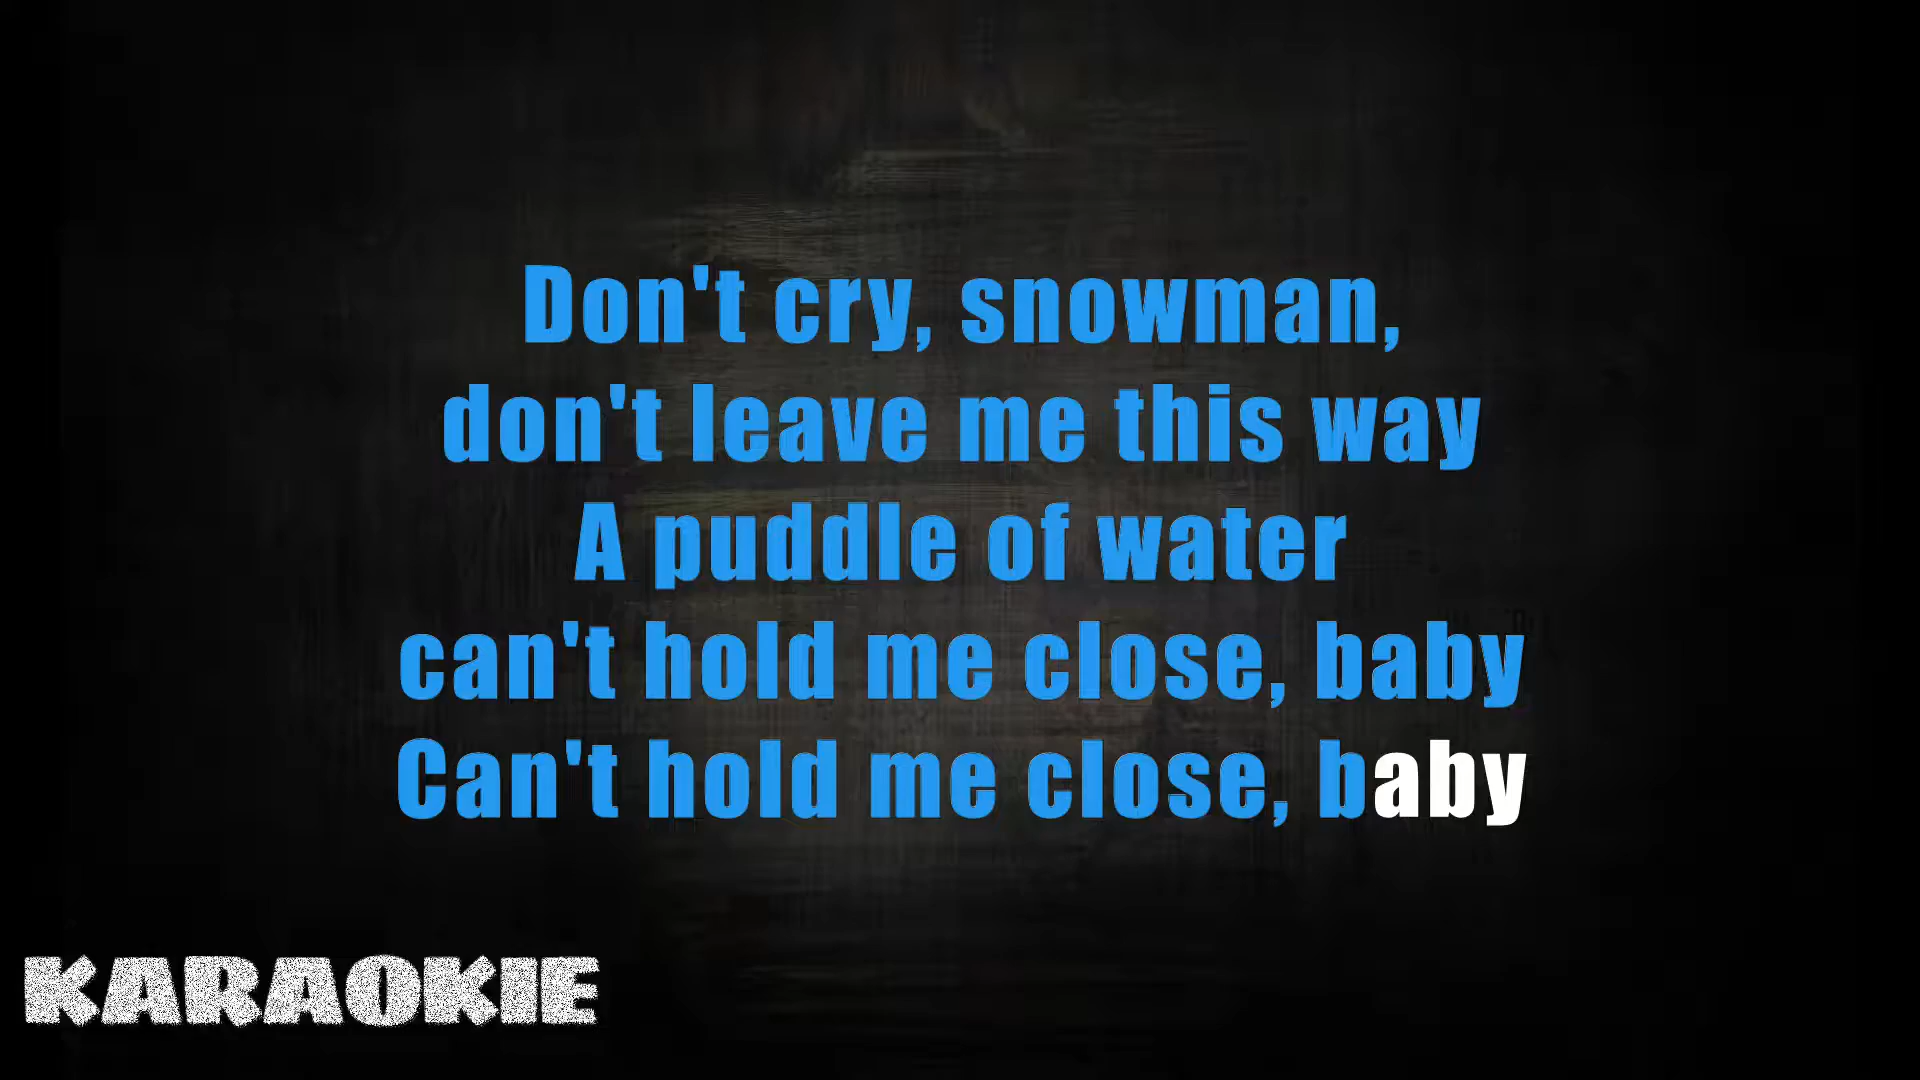 Don't cry, snowman,
don't leave me this way
A puddle of water
can't hold me close, baby
Can't hold me close, baby
KARAOKIE